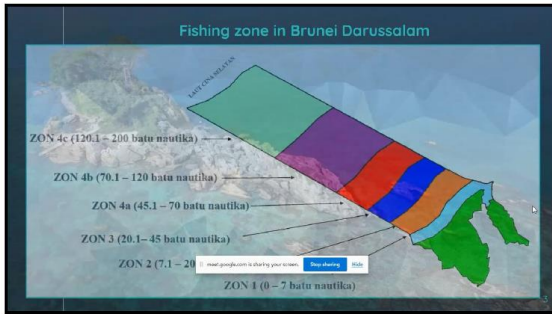 Fishing zone in Brunei Darussalam
LAUT CINA SELATAN
ZON 4c (120.1 – 200 batu nautika)
ZON 4b (70.1 – 120 batu nautika)
ZON 4a (45.1 – 70 batu nautika)
ZON 3 (20.1– 45 batu nautika)
ZON 2 (7.1 – 20
meet.google.com is sharing your screen. Stop sharing Hide
ZON 1 (0 – 7 batu nautika)